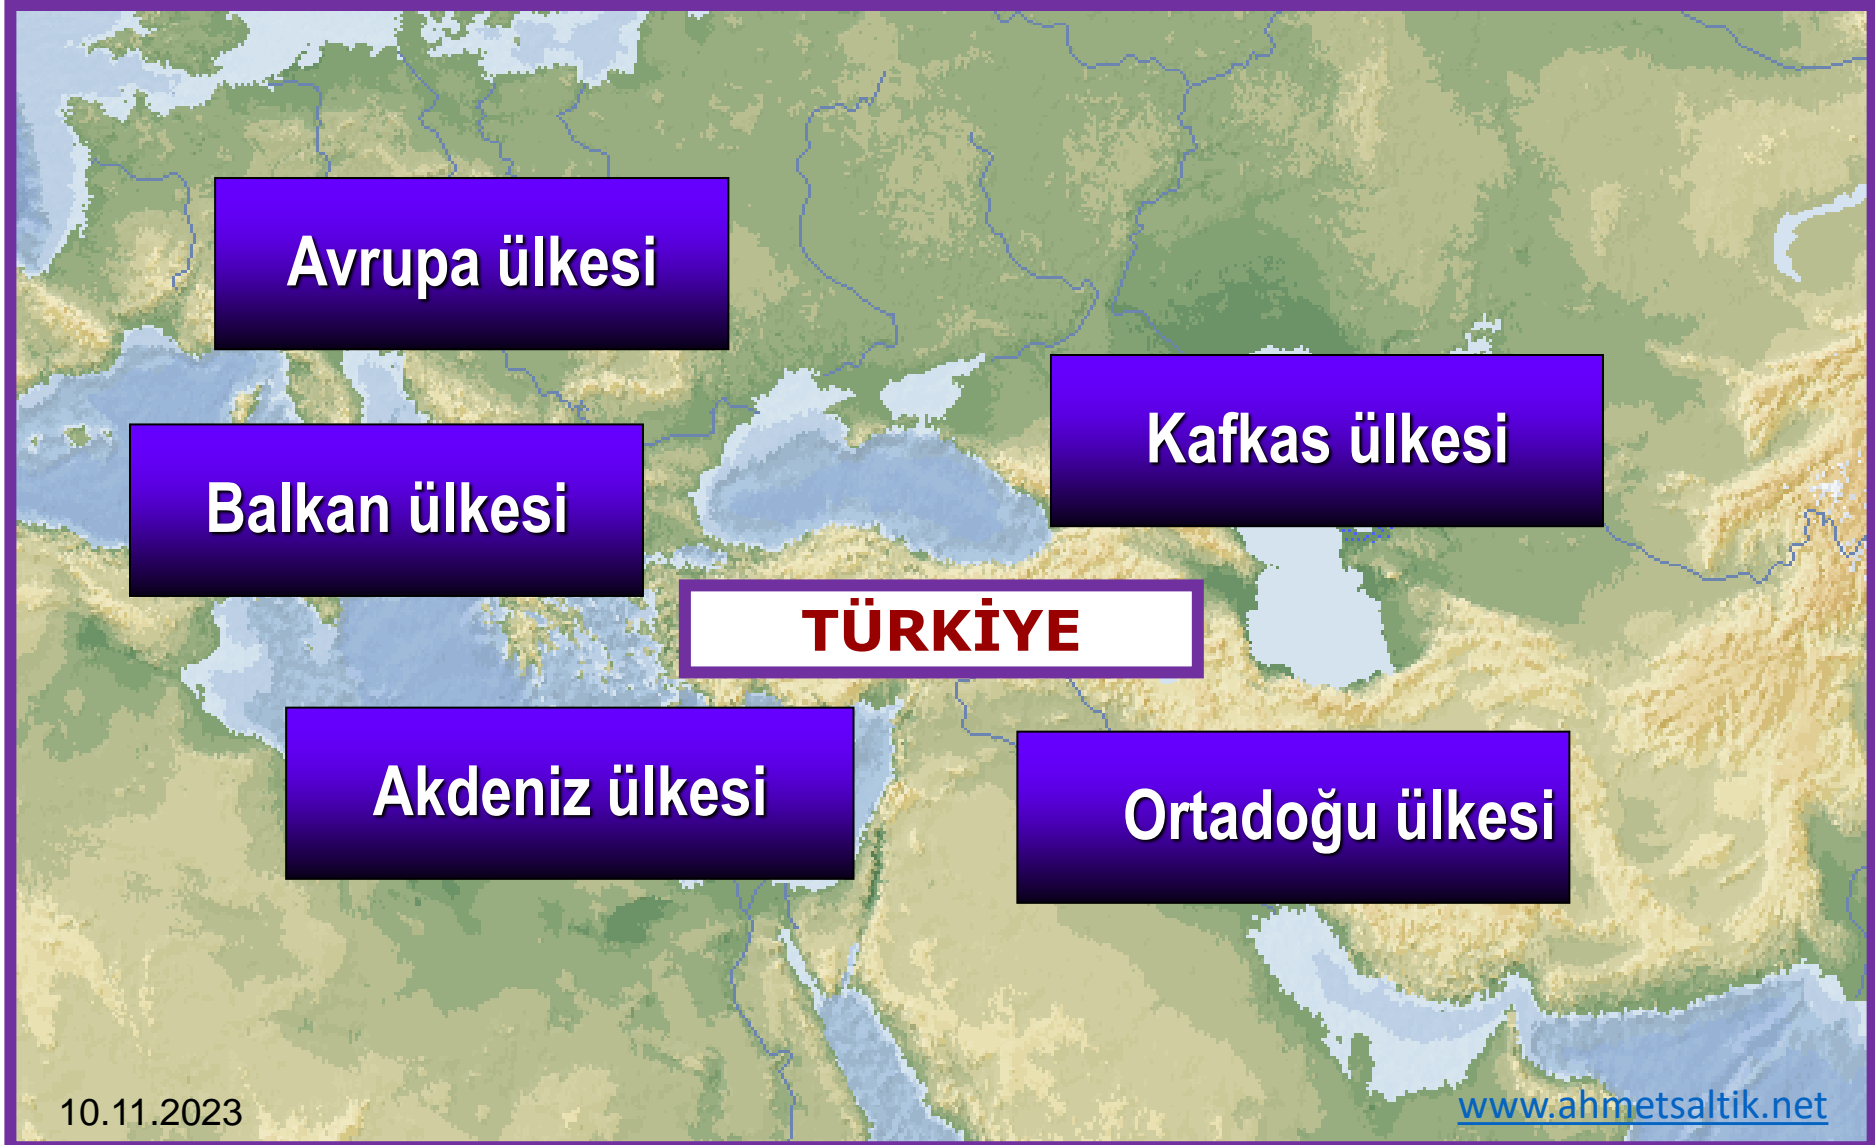 Avrupa ülkesi
Kafkas ülkesi
Balkan ülkesi
TÜRKİYE
Akdeniz ülkesi
Ortadoğu ülkesi
10.11.2023
www.ahmetsaltik.net